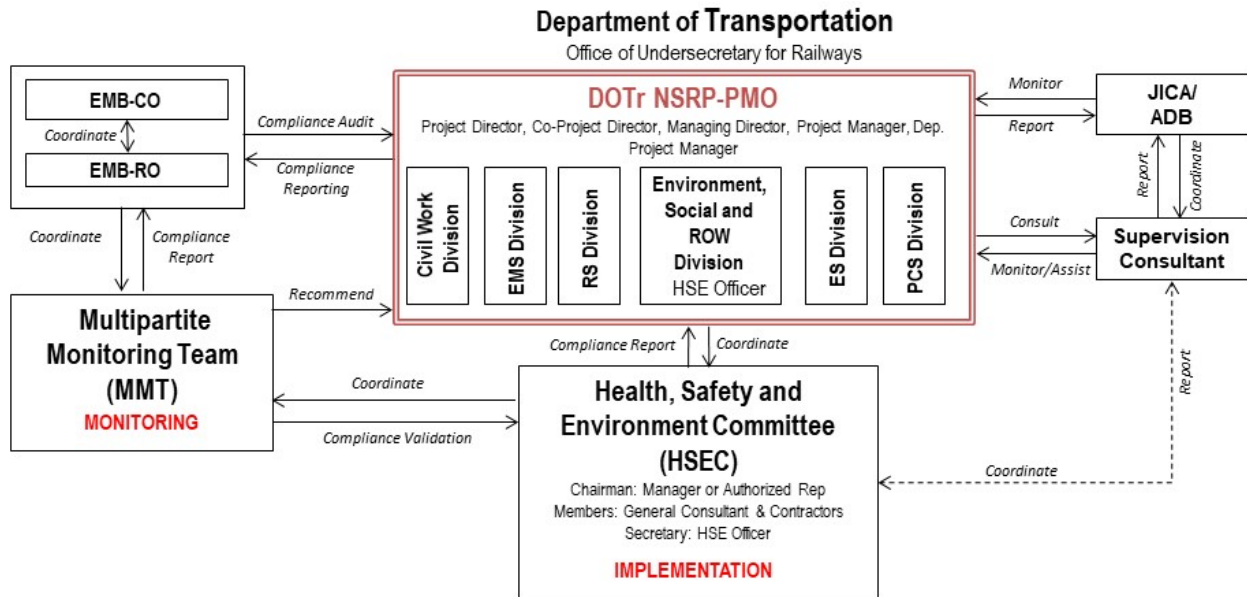 Department of Transportation
Office of Undersecretary for Railways
EMB-CO
Coordinate
EMB-RO
Compliance Audit
Compliance
Reporting
DOTr NSRP-PMO
Project Director, Co-Project Director, Managing Director, Project Manager, Dep.
Project Manager
Civil Work
Division
EMS Division
RS Division
Environment,
Social and
ROW
Division
HSE Officer
ES Division
PCS Division
Monitor
Report
JICA/
ADB
Report
Coordinate
Consult
Monitor/Assist
Supervision
Consultant
Coordinate
Compliance
Report
Recommend
Multipartite
Monitoring Team
(MMT)
MONITORING
Compliance Report
Coordinate
Coordinate
Compliance Validation
Health, Safety and
Environment Committee
(HSEC)
Chairman: Manager or Authorized Rep
Members: General Consultant & Contractors
Secretary: HSE Officer
IMPLEMENTATION
Report
Coordinate